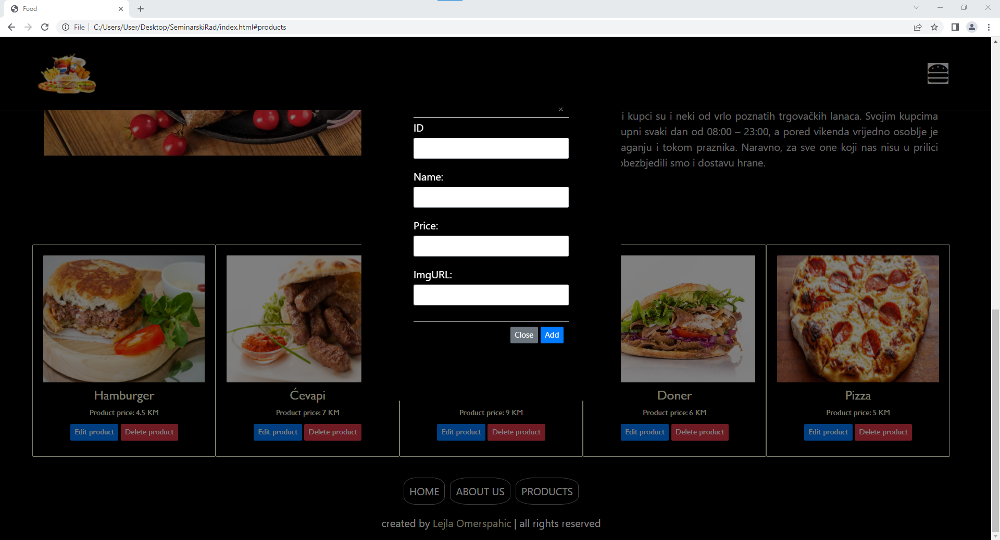 Food
File
C:/Users/User/Desktop/SeminarskiRad/index.html#products
kupci su i neki od vrlo poznatih trgovačkih lanaca. Svojim kupcima
svaki dan od 08:00 – 23:00, a pored vikenda vrijedno osoblje je
i tokom praznika. Naravno, za sve one koji nas nisu u prilici
smo i dostavu hrane.
ID
Name:
Price:
ImgURL:
Close Add
Hamburger
Product price: 4.5 KM
Edit product Delete product
Ćevapi
Product price: 7 KM
Edit product Delete product
Product price: 9 KM
Edit product Delete product
Doner
Product price: 6 KM
Edit product Delete product
Pizza
Product price: 5 KM
Edit product Delete product
HOME ABOUT US PRODUCTS
created by Lejla Omerspahic | all rights reserved